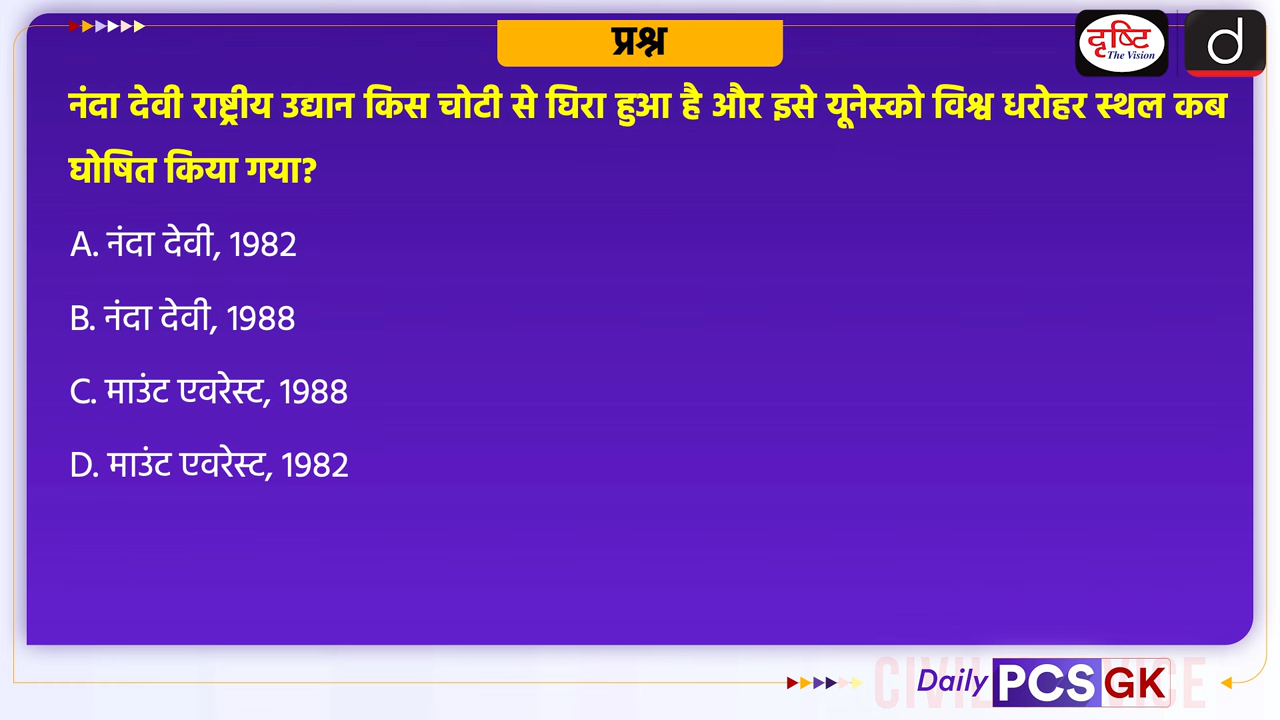 प्रश्न
दृष्टि
The Vision
d
नंदा देवी राष्ट्रीय उद्यान किस चोटी से घिरा हुआ है और इसे यूनेस्को विश्व धरोहर स्थल कब
घोषित किया गया?
A. नंदा देवी, 1982
B. नंदा देवी, 1988
C. माउंट एवरेस्ट, 1988
D. माउंट एवरेस्ट, 1982
Daily PCS GK